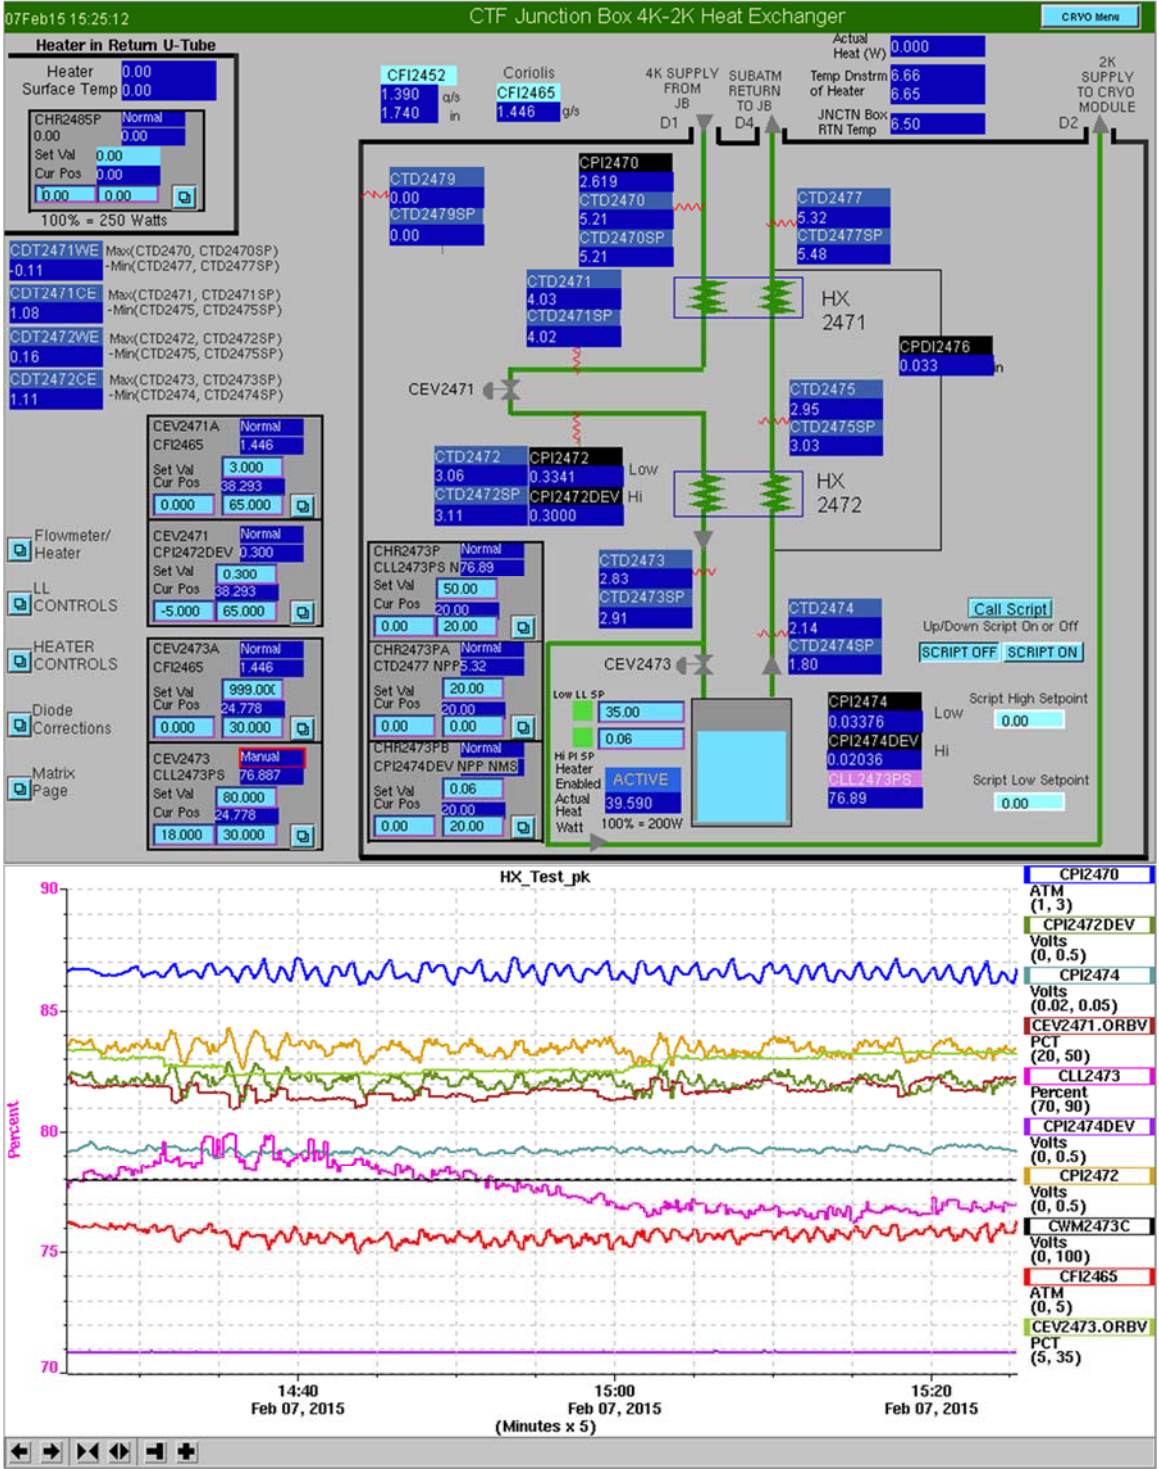 07Feb15 15:25:12
CTF Junction Box 4K-2K Heat Exchanger
CRYO Menu
Heater in Return U-Tube
Heater 0.00
Surface Temp 0.00
CHR2485P Normal
0.00 0.00
Set Val 0.00
Cur Pos 0.00
0.00 0.00
100% = 250 Watts
CFI2452
1.390 g/s
1.740 in
Coriolis
CFI2465
1.446 g/s
4K SUPPLY
FROM
JB
D1
SUBATM
RETURN
TO JB
D4
Actual
Heat (W) 0.000
Temp Dnstrm 6.66
of Heater 6.65
JNCTN Box
RTN Temp 6.50
2K
SUPPLY
TO CRYO
MODULE
D2
CDT2471WE Max(CTD2470, CTD2470SP)
-0.11 -Min(CTD2477, CTD2477SP)
CDT2471CE Max(CTD2471, CTD2471SP)
1.08 -Min(CTD2475, CTD2475SP)
CDT2472WE Max(CTD2472, CTD2472SP)
0.16 -Min(CTD2475, CTD2475SP)
CDT2472CE Max(CTD2473, CTD2473SP)
1.11 -Min(CTD2474, CTD2474SP)
CTD2479
0.00
CTD2479SP
0.00
CPI2470
2.619
CTD2470
5.21
CTD2470SP
5.21
CTD2477
5.32
CTD2477SP
5.48
CTD2471
4.03
CTD2471SP
4.02
HX
2471
CPDI2476
0.033 in
CEV2471
CTD2475
2.95
CTD2475SP
3.03
CTD2472
3.06
CTD2472SP
3.11
CPI2472
0.3341
CPI2472DEV
0.3000
Low
Hi
HX
2472
CEV2471A Normal
CFI2465 1.446
Set Val 3.000
Cur Pos 38.293
0.000 65.000
CEV2471 Normal
CPI2472DEV 0.300
Set Val 0.300
Cur Pos 38.293
-5.000 65.000
CEV2473A Normal
CFI2465 1.446
Set Val 999.00
Cur Pos 24.778
0.000 30.000
CEV2473 Manual
CLL2473PS 76.887
Set Val 80.000
Cur Pos 24.778
18.000 30.000
Flowmeter/
Heater
LL
CONTROLS
HEATER
CONTROLS
Diode
Corrections
Matrix
Page
CHR2473P Normal
CLL2473PS N 76.89
Set Val 50.00
Cur Pos 20.00
0.00 20.00
CHR2473PA Normal
CTD2477 NPP 5.32
Set Val 20.00
Cur Pos 20.00
0.00 0.00
CHR2473PB Normal
CPI2474DEV NPP NMS
Set Val 0.06
Cur Pos 20.00
0.00 20.00
CTD2473
2.83
CTD2473SP
2.91
CEV2473
CTD2474
2.14
CTD2474SP
1.80
Call Script
Up/Down Script On or Off
SCRIPT OFF SCRIPT ON
Low LL SP
35.00
0.06
Hi PI SP
Heater
Enabled ACTIVE
Actual
Heat 39.590
Watt 100% = 200W
CPI2474
0.03376
CPI2474DEV
0.02036
CLL2473PS
76.89
Low
Hi
Script High Setpoint
0.00
Script Low Setpoint
0.00
HX_Test_pk
Percent
90
85
80
75
70
14:40
Feb 07, 2015
15:00
Feb 07, 2015
15:20
Feb 07, 2015
(Minutes x 5)
CPI2470
ATM
(1, 3)
CPI2472DEV
Volts
(0, 0.5)
CPI2474
Volts
(0.02, 0.05)
CEV2471.ORBV
PCT
(20, 50)
CLL2473
Percent
(70, 90)
CPI2474DEV
Volts
(0, 0.5)
CPI2472
Volts
(0, 0.5)
CWM2473C
Volts
(0, 100)
CFI2465
ATM
(0, 5)
CEV2473.ORBV
PCT
(5, 35)